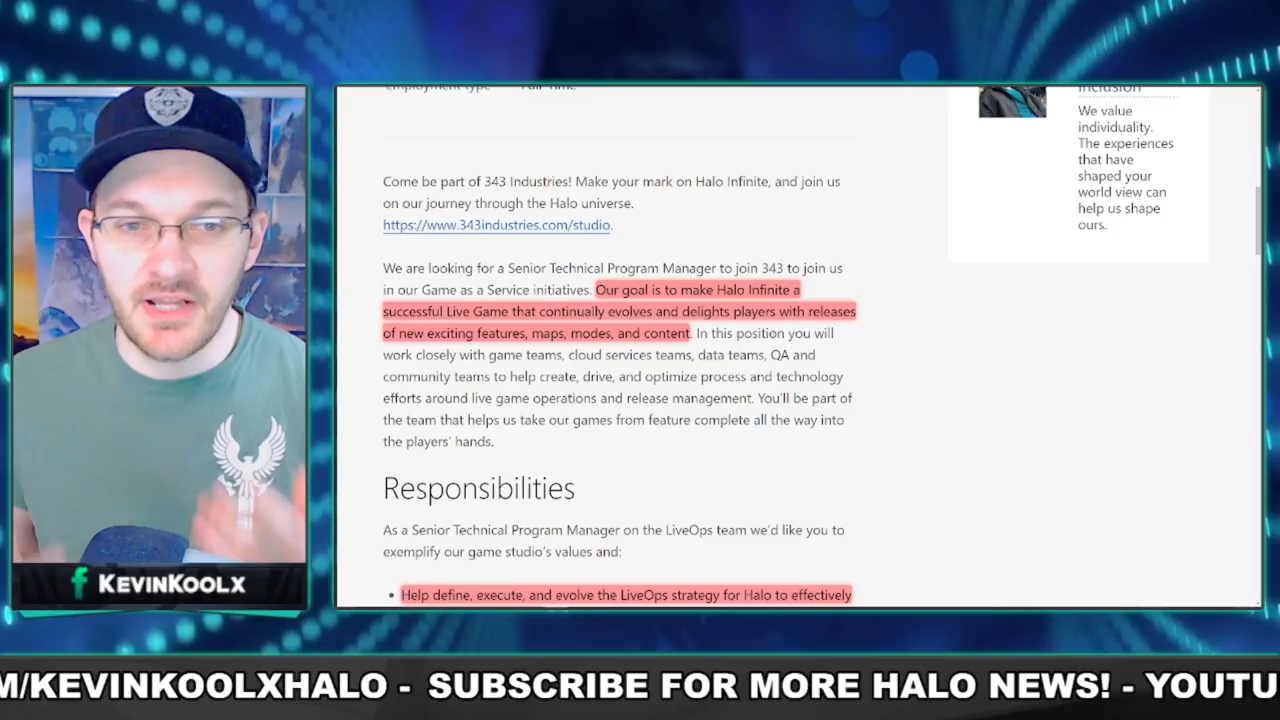 Employment type Full-Time
Come be part of 343 Industries! Make your mark on Halo Infinite, and join us
on our journey through the Halo universe.
https://www.343industries.com/studio.
We are looking for a Senior Technical Program Manager to join 343 to join us
in our Game as a Service initiatives. Our goal is to make Halo Infinite a
successful Live Game that continually evolves and delights players with releases
of new exciting features, maps, modes, and content. In this position you will
work closely with game teams, cloud services teams, data teams, QA and
community teams to help create, drive, and optimize process and technology
efforts around live game operations and release management. You'll be part of
the team that helps us take our games from feature complete all the way into
the players' hands.
Responsibilities
As a Senior Technical Program Manager on the LiveOps team we'd like you to
exemplify our game studio's values and:
• Help define, execute, and evolve the LiveOps strategy for Halo to effectively
inclusion
We value
individuality.
The experiences
that have
shaped your
world view can
help us shape
ours.
f KEVINKOOLX
M/KEVINKOOLXHALO - SUBSCRIBE FOR MORE HALO NEWS! - YOUTU